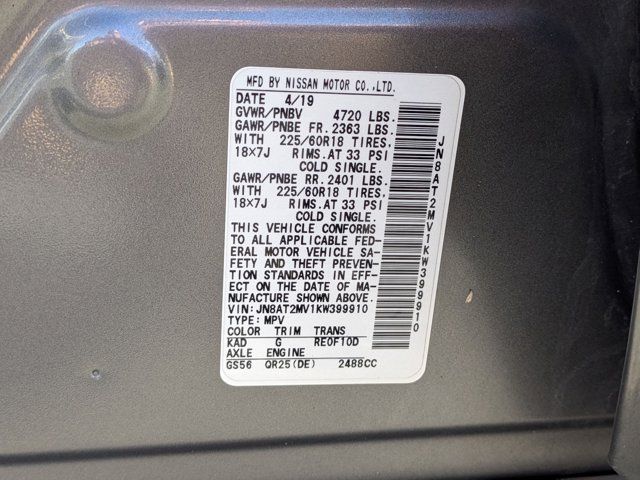 MFD BY NISSAN MOTOR CO.,LTD.
DATE 4/19
GVWR/PNBV 4720 LBS.
GAWR/PNBE FR. 2363 LBS.
WITH 225/60R18 TIRES.
18×7J RIMS. AT 33 PSI
COLD SINGLE.
GAWR/PNBE RR. 2401 LBS.
WITH 225/60R18 TIRES.
18×7J RIMS. AT 33 PSI
COLD SINGLE.
THIS VEHICLE CONFORMS
TO ALL APPLICABLE FED-
ERAL MOTOR VEHICLE SA-
FETY AND THEFT PREVEN-
TION STANDARDS IN EFF-
ECT ON THE DATE OF MA-
NUFACTURE SHOWN ABOVE.
VIN: JN8AT2MV1KW399910
TYPE: MPV
COLOR TRIM TRANS
KAD G RE0F10D
AXLE ENGINE
GS56 QR25(DE) 2488CC
JN8AT2MV1KW399910